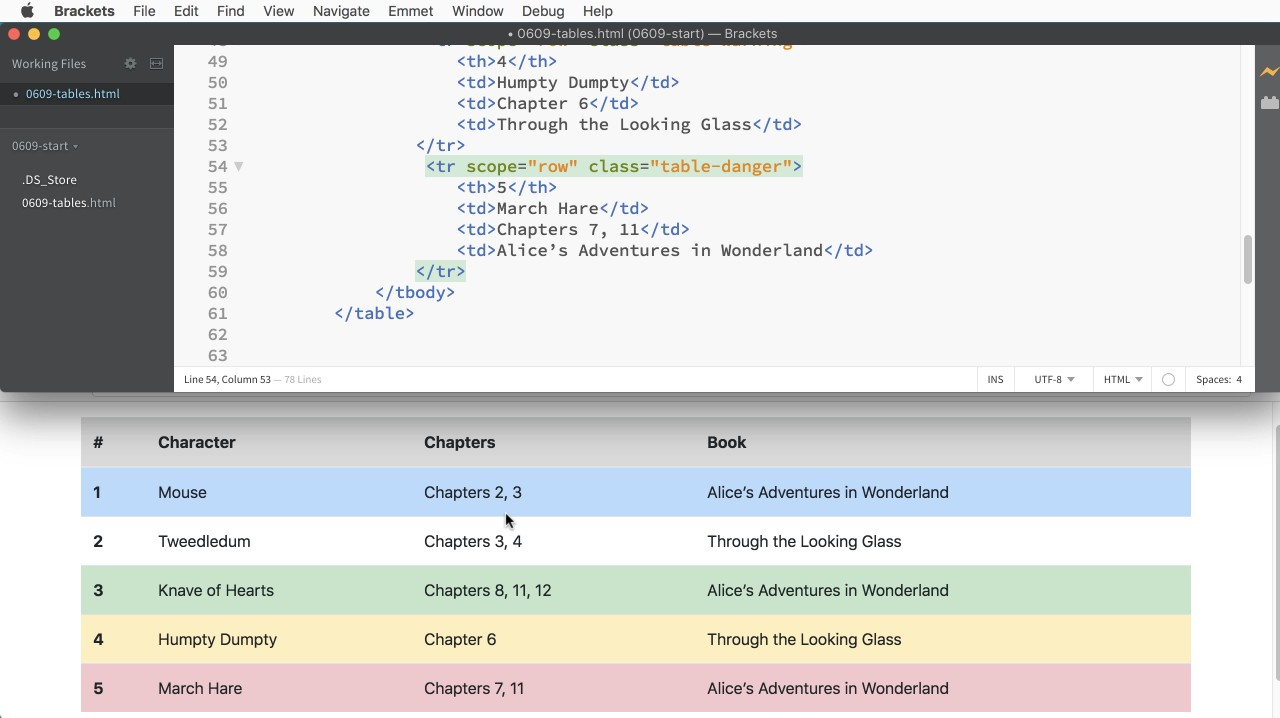 Brackets File Edit Find View Navigate Emmet Window Debug Help
• 0609-tables.html (0609-start) — Brackets
Working Files
• 0609-tables.html
0609-start
.DS_Store
0609-tables.html
49 <th>4</th>
50 <td>Humpty Dumpty</td>
51 <td>Chapter 6</td>
52 <td>Through the Looking Glass</td>
53 </tr>
54 <tr scope="row" class="table-danger">
55 <th>5</th>
56 <td>March Hare</td>
57 <td>Chapters 7, 11</td>
58 <td>Alice’s Adventures in Wonderland</td>
59 </tr>
60 </tbody>
61 </table>
62
63
Line 54, Column 53 — 78 Lines INS UTF-8 HTML Spaces: 4
# Character Chapters Book
1 Mouse Chapters 2, 3 Alice’s Adventures in Wonderland
2 Tweedledum Chapters 3, 4 Through the Looking Glass
3 Knave of Hearts Chapters 8, 11, 12 Alice’s Adventures in Wonderland
4 Humpty Dumpty Chapter 6 Through the Looking Glass
5 March Hare Chapters 7, 11 Alice’s Adventures in Wonderland